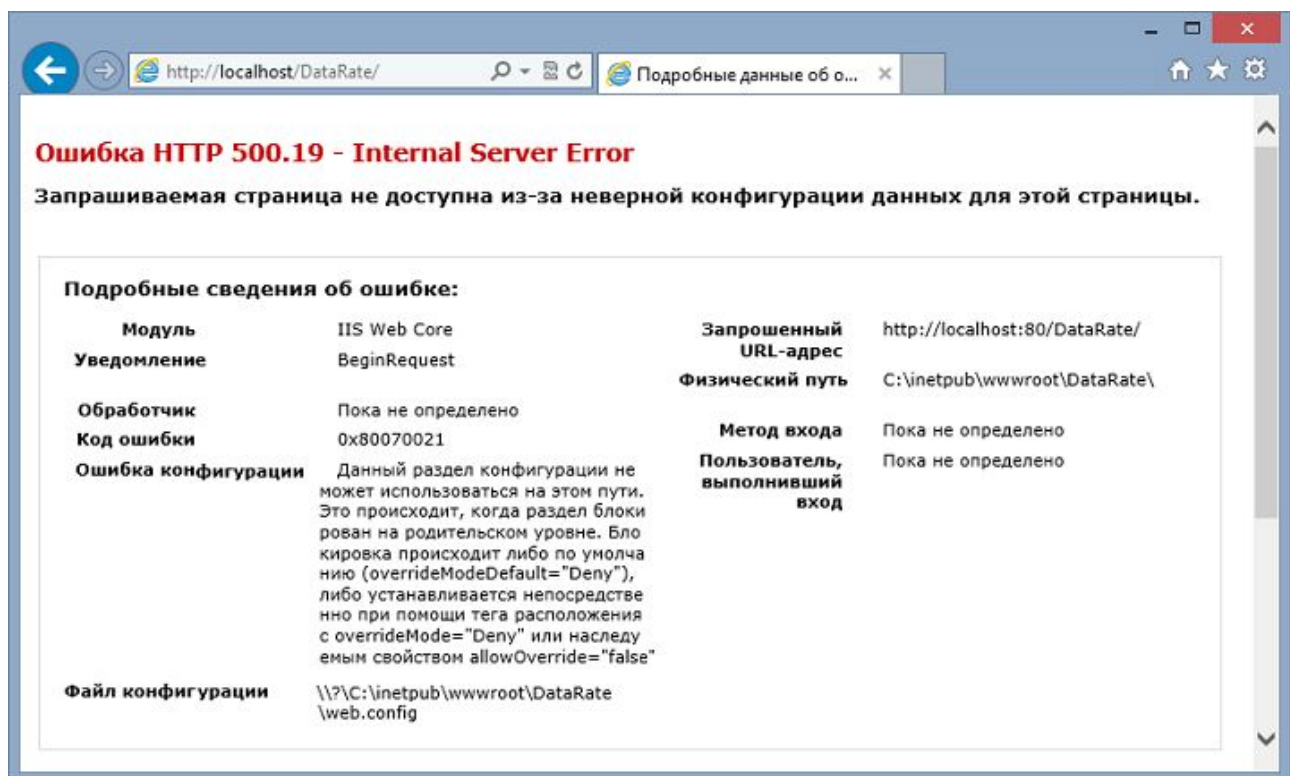 http://localhost/DataRate/
Подробные данные об о...
Ошибка HTTP 500.19 - Internal Server Error
Запрашиваемая страница не доступна из-за неверной конфигурации данных для этой страницы.
Подробные сведения об ошибке:
Модуль IIS Web Core
Уведомление BeginRequest
Обработчик Пока не определено
Код ошибки 0x80070021
Ошибка конфигурации Данный раздел конфигурации не
может использоваться на этом пути.
Это происходит, когда раздел блоки
рован на родительском уровне. Бло
кировка происходит либо по умолча
нию (overrideModeDefault="Deny"),
либо устанавливается непосредстве
нно при помощи тега расположения
с overrideMode="Deny" или наследу
емым свойством allowOverride="false"
Файл конфигурации \\?\C:\inetpub\wwwroot\DataRate
\web.config
Запрошенный http://localhost:80/DataRate/
URL-адрес
Физический путь C:\inetpub\wwwroot\DataRate\
Метод входа Пока не определено
Пользователь, Пока не определено
выполнивший
вход